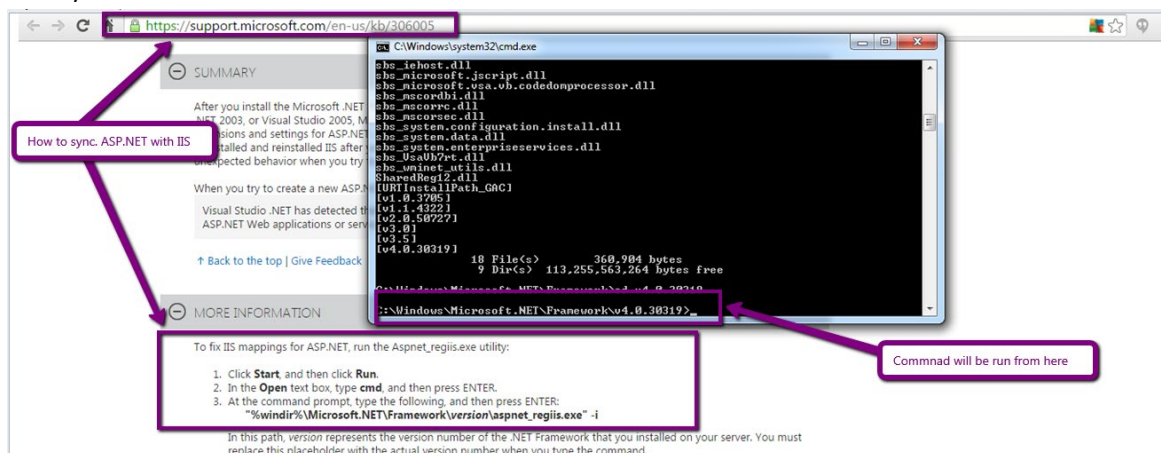 https://support.microsoft.com/en-us/kb/306005
C:\Windows\system32\cmd.exe
SUMMARY
sbs_iehost.dll
sbs_microsoft.jscript.dll
sbs_microsoft.vsa.vb.codedomprocessor.dll
sbs_mscordbi.dll
sbs_mscorrc.dll
sbs_mscorsec.dll
sbs_system.configuration.install.dll
sbs_system.data.dll
sbs_system.enterpriseservices.dll
sbs_VsaVb7rt.dll
sbs_wminet_utils.dll
SharedReg12.dll
[URTInstallPath_GAC]
[v1.0.3705]
[v1.1.4322]
[v2.0.50727]
[v3.0]
[v3.5]
[v4.0.30319]
18 File(s) 360,904 bytes
9 Dir(s) 113,255,563,264 bytes free
C:\Windows\Microsoft.NET\Framework>cd v4.0.30319
C:\Windows\Microsoft.NET\Framework\v4.0.30319>_
After you install the Microsoft .NET
.NET 2003, or Visual Studio 2005, M
and settings for ASP.NET
and reinstalled IIS after
unexpected behavior when you try
How to sync. ASP.NET with IIS
When you try to create a new ASP.N
Visual Studio .NET has detected th
ASP.NET Web applications or serv
↑ Back to the top | Give Feedback
MORE INFORMATION
To fix IIS mappings for ASP.NET, run the Aspnet_regiis.exe utility:
1. Click Start, and then click Run.
2. In the Open text box, type cmd, and then press ENTER.
3. At the command prompt, type the following, and then press ENTER:
"%windir%\Microsoft.NET\Framework\version\aspnet_regiis.exe" -i
Commnad will be run from here
In this path, version represents the version number of the .NET Framework that you installed on your server. You must
replace this placeholder with the actual version number when you type the command.